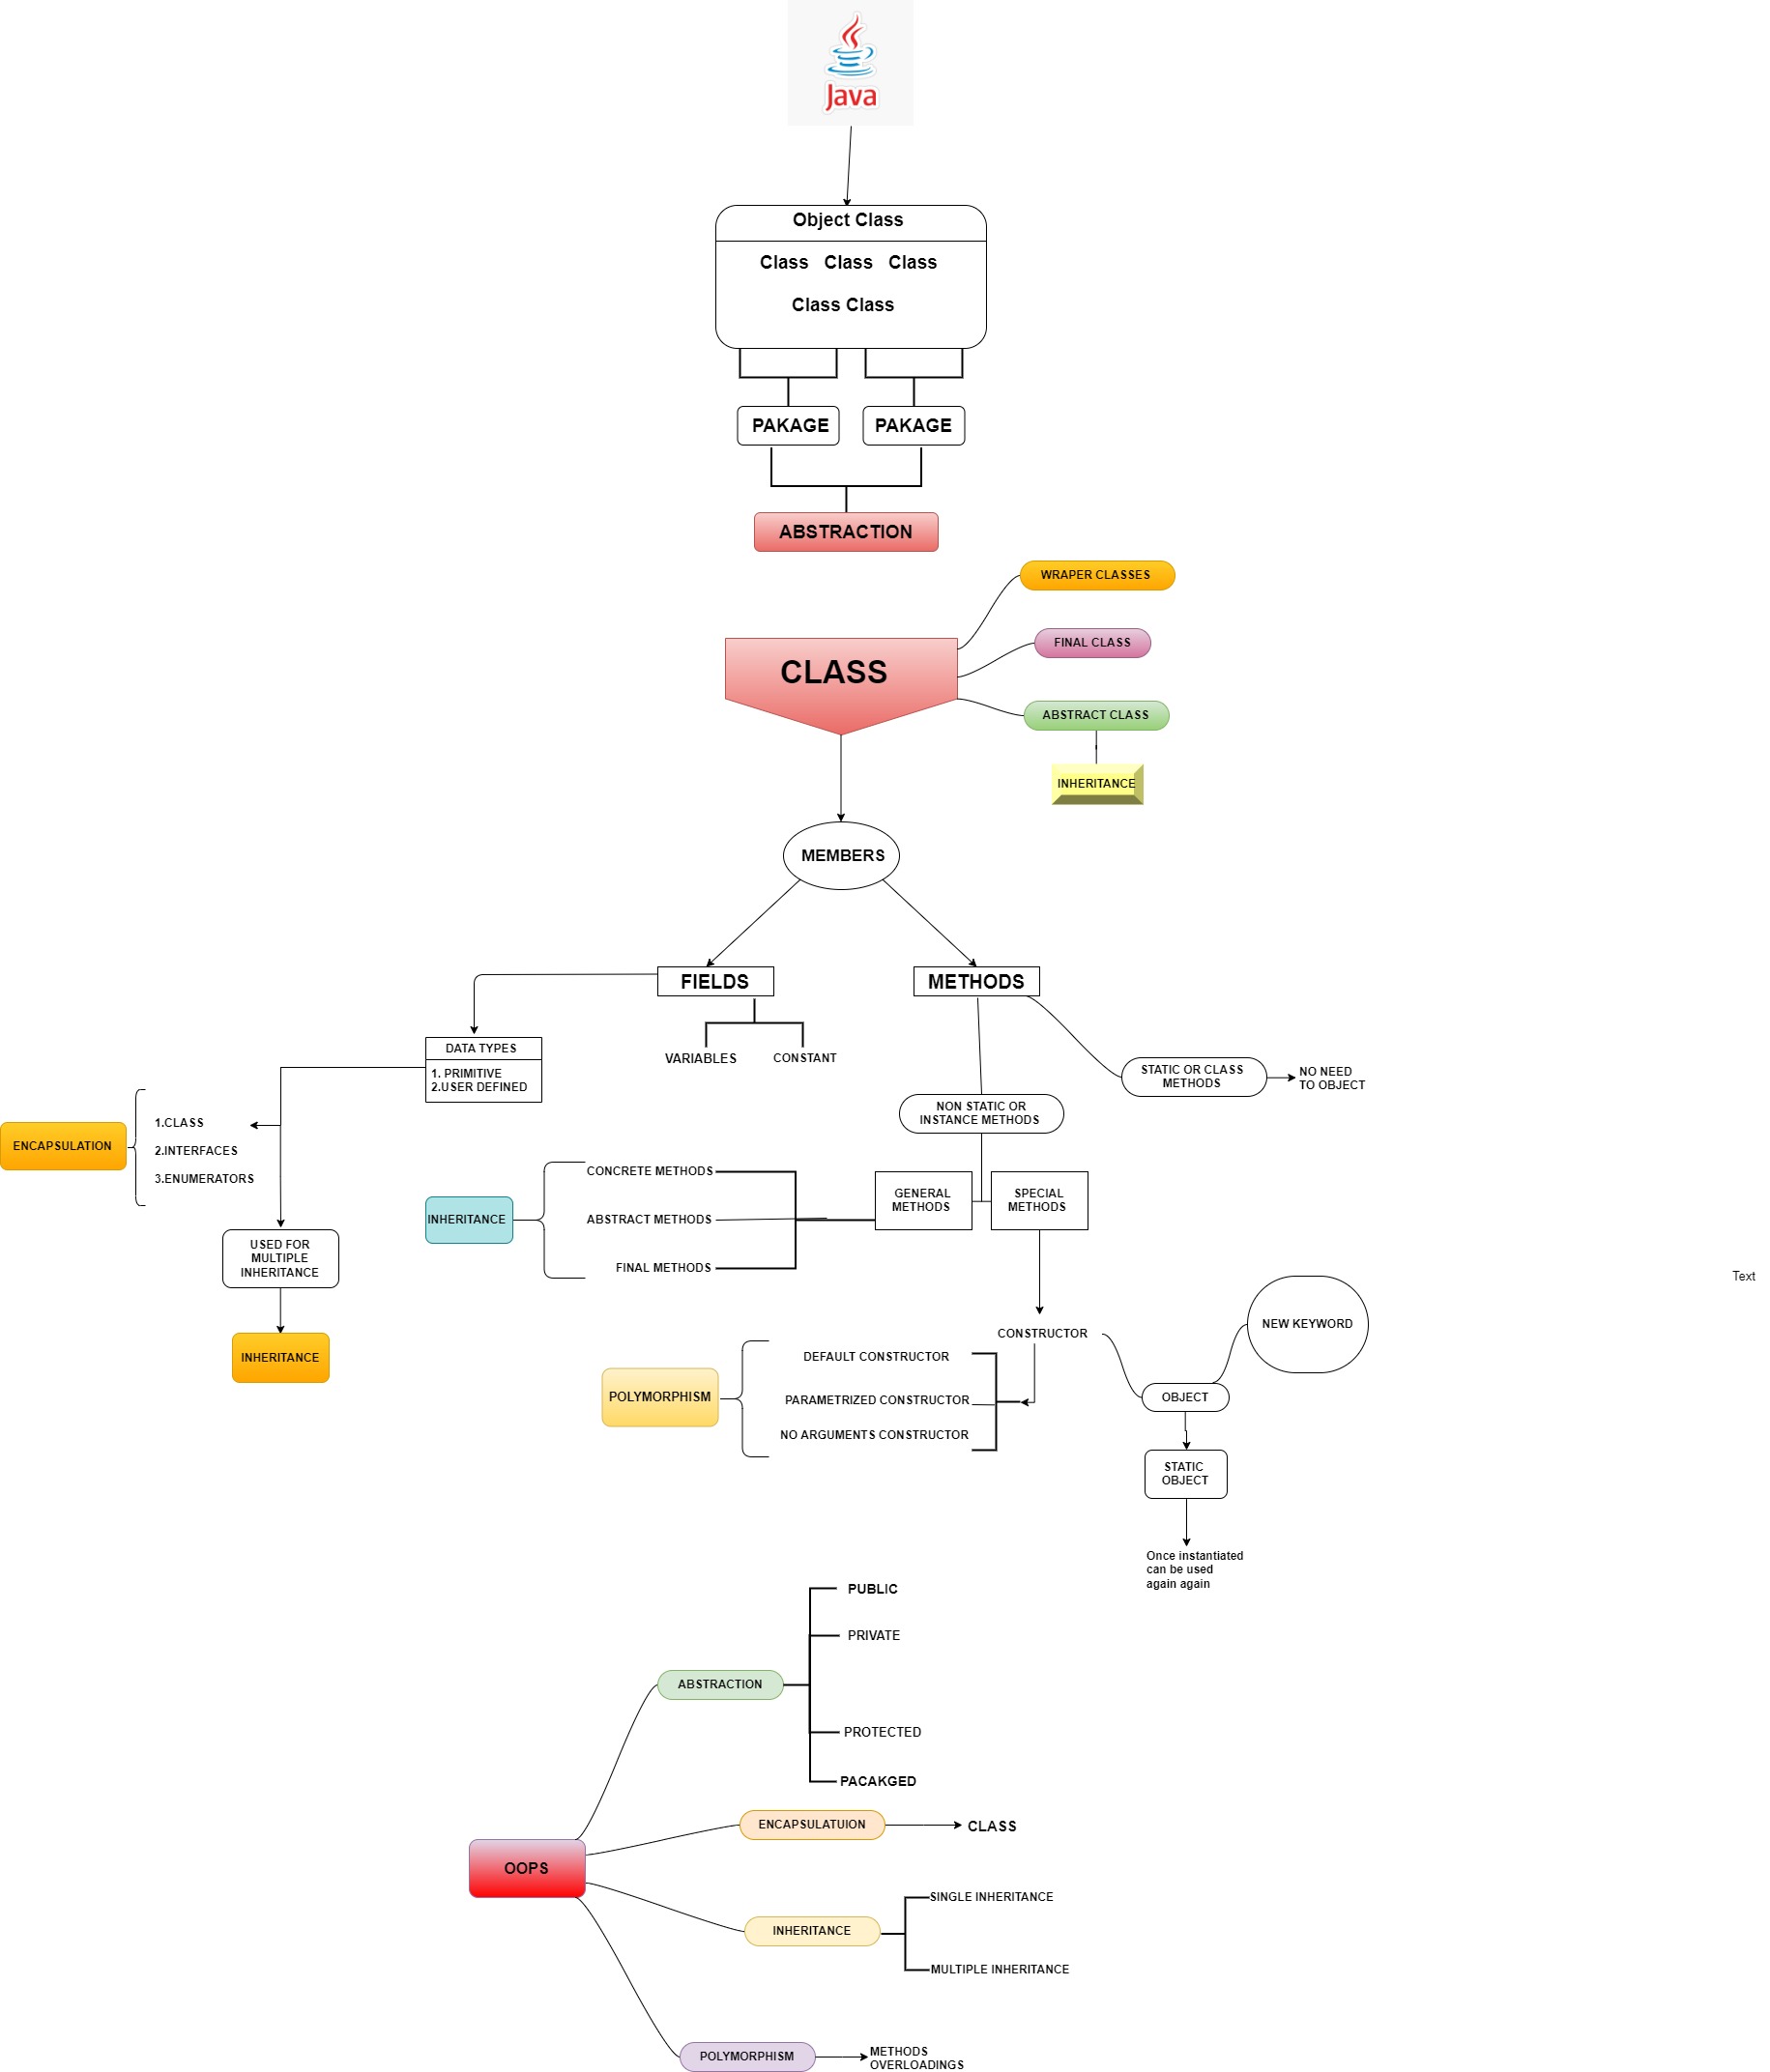 Java
Object Class
Class Class Class
Class Class
PAKAGE
PAKAGE
ABSTRACTION
WRAPER CLASSES
FINAL CLASS
CLASS
ABSTRACT CLASS
INHERITANCE
MEMBERS
FIELDS
METHODS
VARIABLES
CONSTANT
DATA TYPES
1. PRIMITIVE
2.USER DEFINED
STATIC OR CLASS
METHODS
NO NEED
TO OBJECT
NON STATIC OR
INSTANCE METHODS
ENCAPSULATION
1.CLASS
2.INTERFACES
3.ENUMERATORS
USED FOR
MULTIPLE
INHERITANCE
INHERITANCE
INHERITANCE
CONCRETE METHODS
ABSTRACT METHODS
FINAL METHODS
GENERAL
METHODS
SPECIAL
METHODS
Text
CONSTRUCTOR
NEW KEYWORD
POLYMORPHISM
DEFAULT CONSTRUCTOR
PARAMETRIZED CONSTRUCTOR
NO ARGUMENTS CONSTRUCTOR
OBJECT
STATIC
OBJECT
Once instantiated
can be used
again again
PUBLIC
PRIVATE
ABSTRACTION
PROTECTED
PACAKGED
ENCAPSULATUION
CLASS
OOPS
SINGLE INHERITANCE
INHERITANCE
MULTIPLE INHERITANCE
POLYMORPHISM
METHODS
OVERLOADINGS